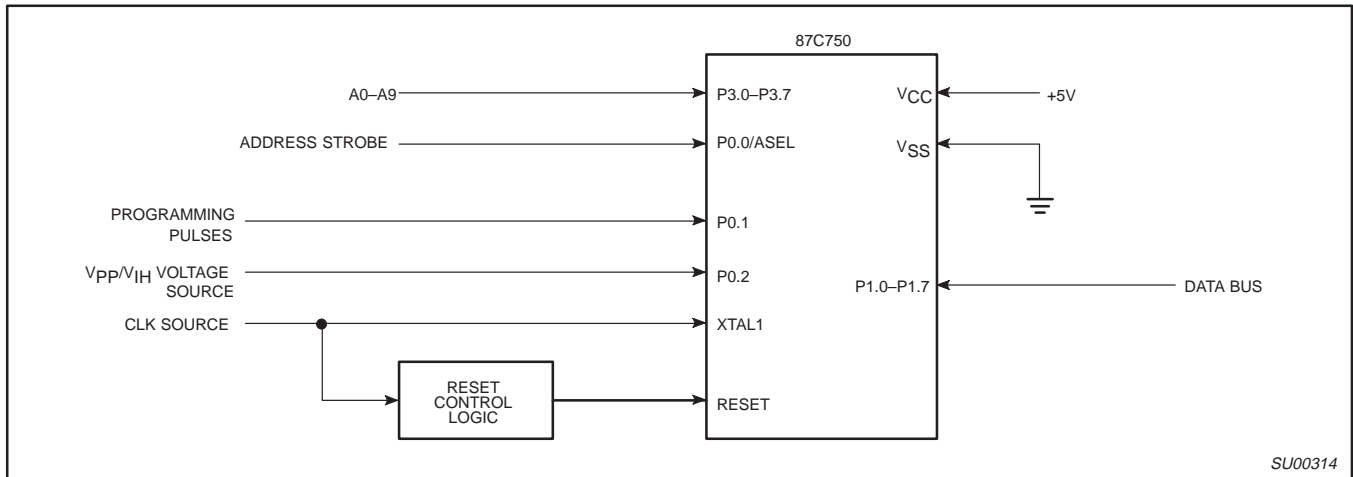 87C750
A0–A9
P3.0–P3.7
VCC
+5V
ADDRESS STROBE
P0.0/ASEL
VSS
PROGRAMMING
PULSES
P0.1
VPP/VIH VOLTAGE
SOURCE
P0.2
P1.0–P1.7
DATA BUS
CLK SOURCE
XTAL1
RESET
CONTROL
LOGIC
RESET
SU00314